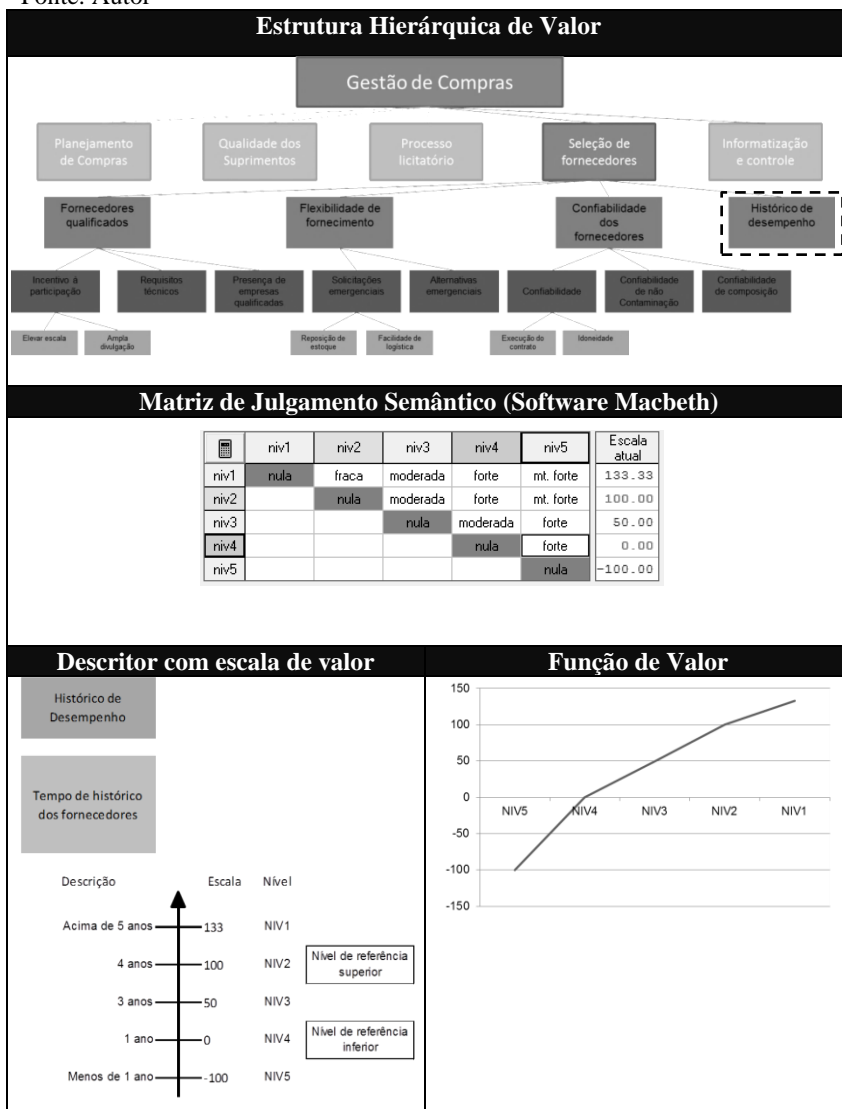 Fonte: Autor
Estrutura Hierárquica de Valor
Gestão de Compras
Planejamento
de Compras
Qualidade dos
Suprimentos
Processo
licitatório
Seleção de
fornecedores
Informatização
e controle
Fornecedores
qualificados
Flexibilidade de
fornecimento
Confiabilidade
dos
fornecedores
Histórico de
desempenho
Incentivo à
participação
Requisitos
técnicos
Presença de
empresas
qualificadas
Solicitações
emergenciais
Alternativas
emergenciais
Confiabilidade
Confiabilidade
de não
Contaminação
Confiabilidade
de composição
Elevar escala
Ampla
divulgação
Reposição de
estoque
Facilidade de
logística
Execução do
contrato
Idoneidade
Matriz de Julgamento Semântico (Software Macbeth)
niv1 niv2 niv3 niv4 niv5 Escala
atual
niv1 nula fraca moderada forte mt. forte 133.33
niv2 nula moderada forte mt. forte 100.00
niv3 nula moderada forte 50.00
niv4 nula forte 0.00
niv5 nula -100.00
Descritor com escala de valor
Histórico de
Desempenho
Tempo de histórico
dos fornecedores
Descrição Escala Nível
Acima de 5 anos 133 NIV1
4 anos 100 NIV2 Nível de referência
superior
3 anos 50 NIV3
1 ano 0 NIV4 Nível de referência
inferior
Menos de 1 ano -100 NIV5
Função de Valor
150
100
50
0
-50
-100
-150
NIV5 NIV4 NIV3 NIV2 NIV1